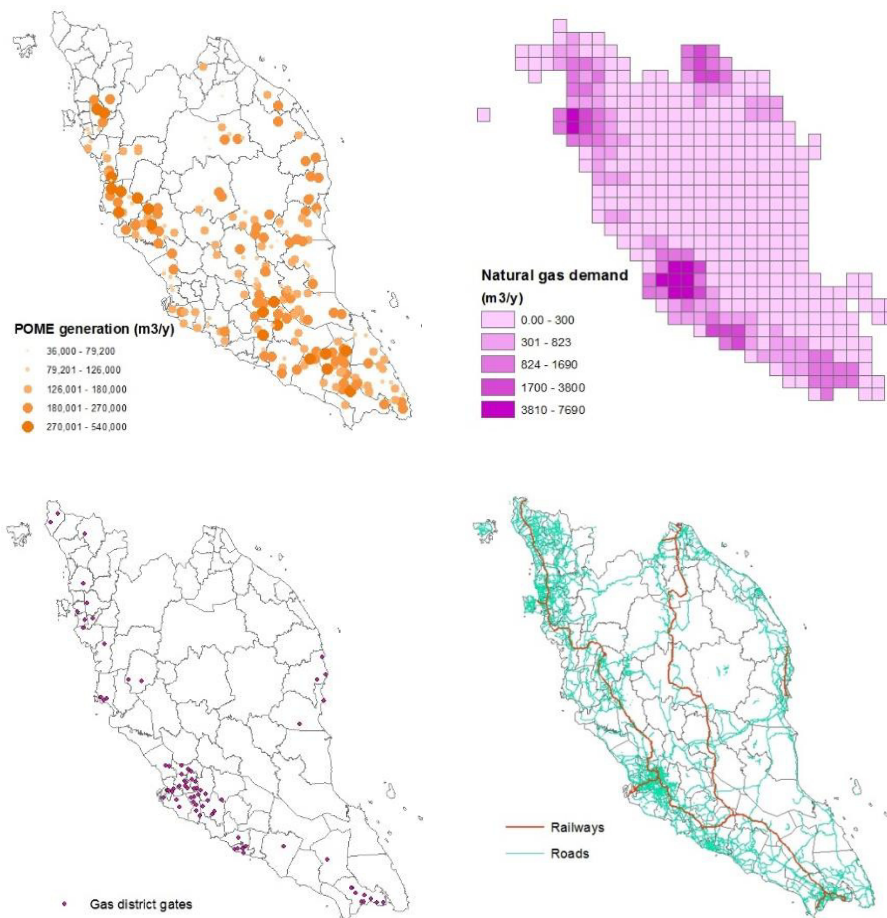 POME generation (m3/y)
36,000 - 79,200
79,201 - 126,000
126,001 - 180,000
180,001 - 270,000
270,001 - 540,000
Natural gas demand
(m3/y)
0.00 - 300
301 - 823
824 - 1690
1700 - 3800
3810 - 7690
Gas district gates
Railways
Roads